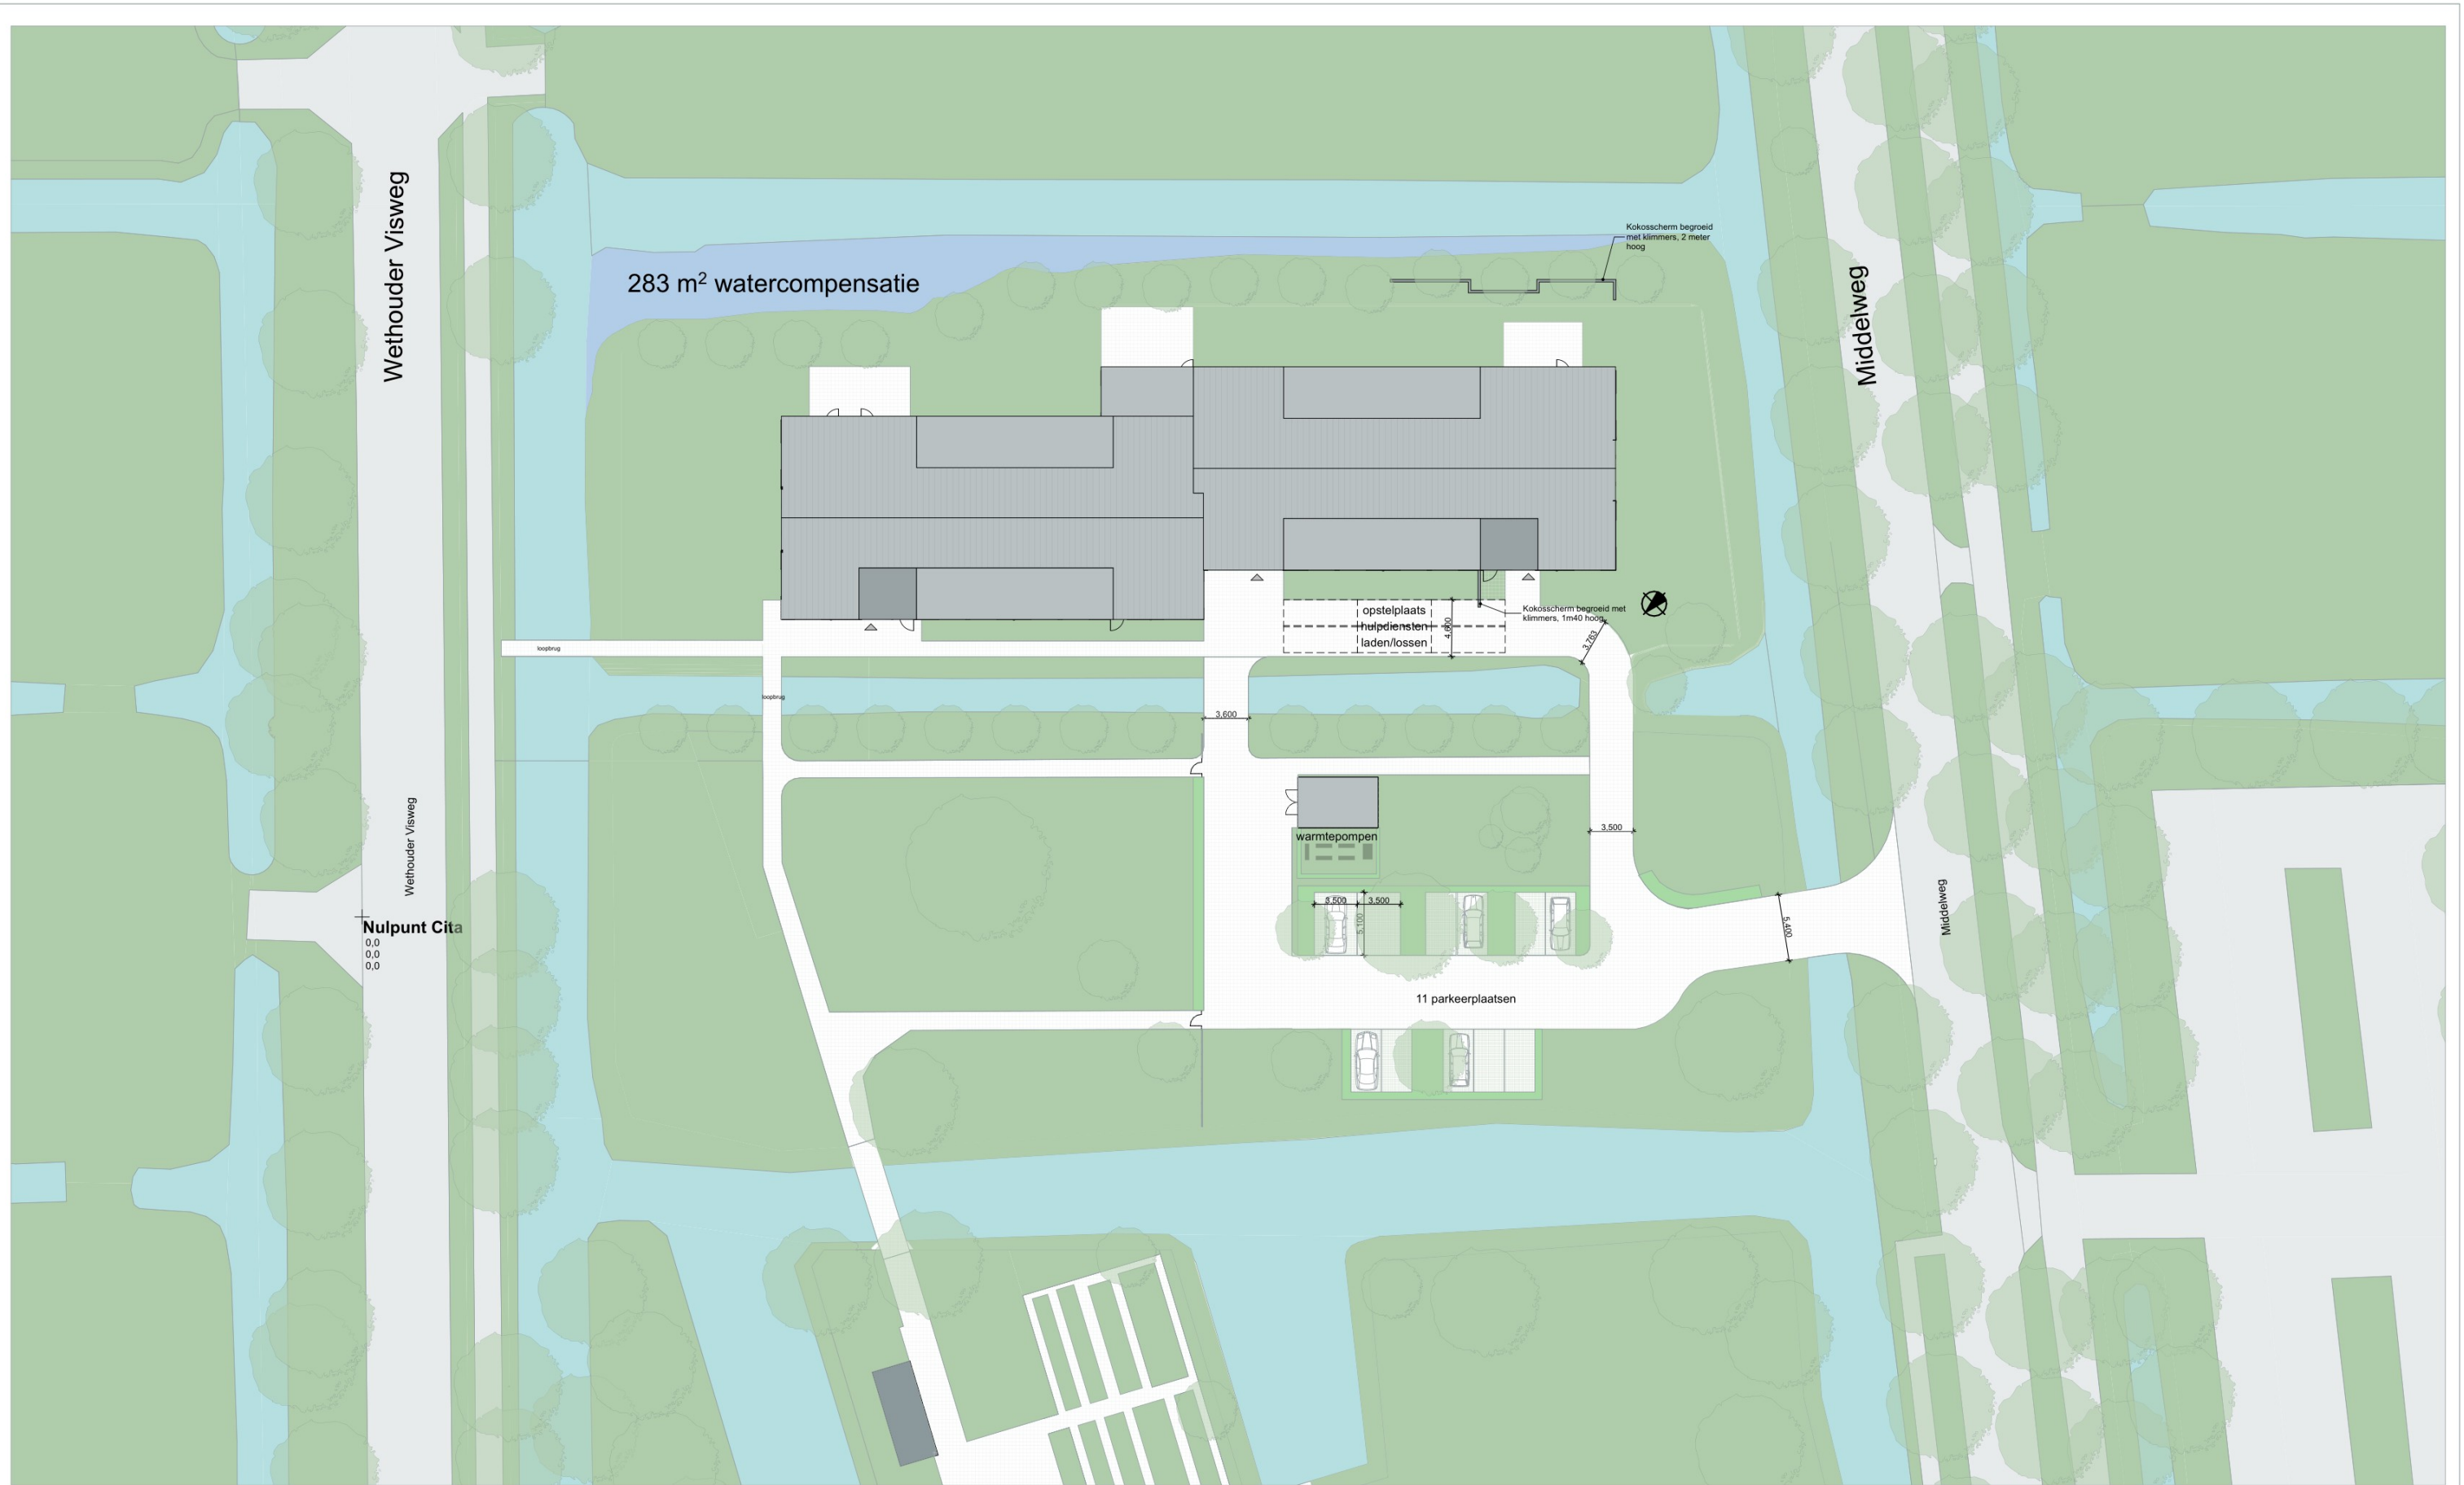 Wethouder Visweg
Kokosscherm begroeid
met klimmers, 2 meter
hoog
283 m² watercompensatie
Middelweg
opstelplaats
hulpdiensten
laden/lossen
4,600
Kokosscherm begroeid met
klimmers, 1m40 hoog
3,763
loopbrug
loopbrug
3,600
3,500
warmtepompen
Wethouder Visweg
3,500
3,500
5,100
5,400
Middelweg
Nulpunt Cita
0,0
0,0
0,0
11 parkeerplaatsen